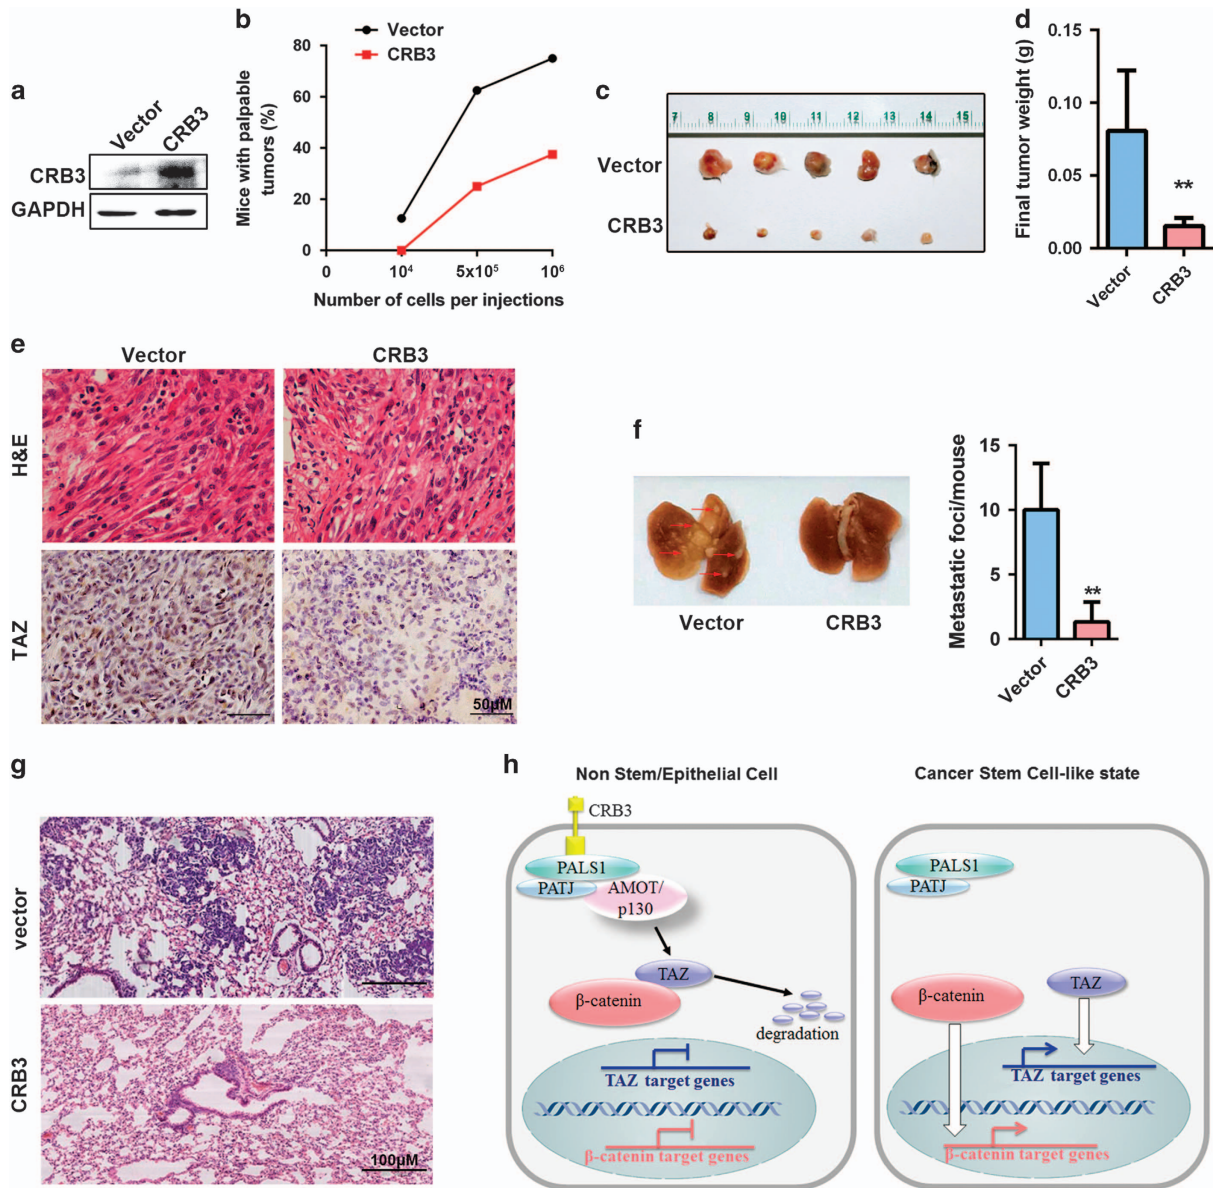 a
Vector
CRB3
CRB3
GAPDH
b
Vector
CRB3
Mice with palpable
tumors (%)
80
60
40
20
0
0
10⁴
5x10⁵
10⁶
Number of cells per injections
c
7 8 9 10 11 12 13 14 15
Vector
CRB3
d
Final tumor weight (g)
0.15
0.10
0.05
0.00
**
Vector
CRB3
e
Vector
CRB3
H&E
TAZ
50μM
f
Vector
CRB3
Metastatic foci/mouse
15
10
5
0
**
Vector
CRB3
g
vector
CRB3
100μM
h
Non Stem/Epithelial Cell
CRB3
PALS1
PATJ
AMOT/
p130
TAZ
β-catenin
degradation
TAZ target genes
β-catenin target genes
Cancer Stem Cell-like state
PALS1
PATJ
β-catenin
TAZ
TAZ target genes
β-catenin target genes